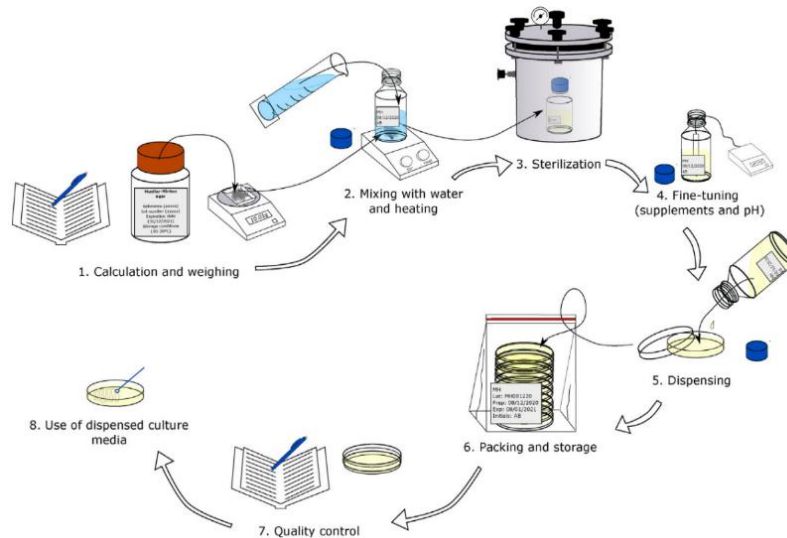 Mueller-Hinton
agar
1. Calculation and weighing
2. Mixing with water
and heating
3. Sterilization
4. Fine-tuning
(supplements and pH)
5. Dispensing
MH
Lot: MH081220
Prep: 08/12/2020
Exp: 08/01/2021
Initials: AB
6. Packing and storage
7. Quality control
8. Use of dispensed culture
media